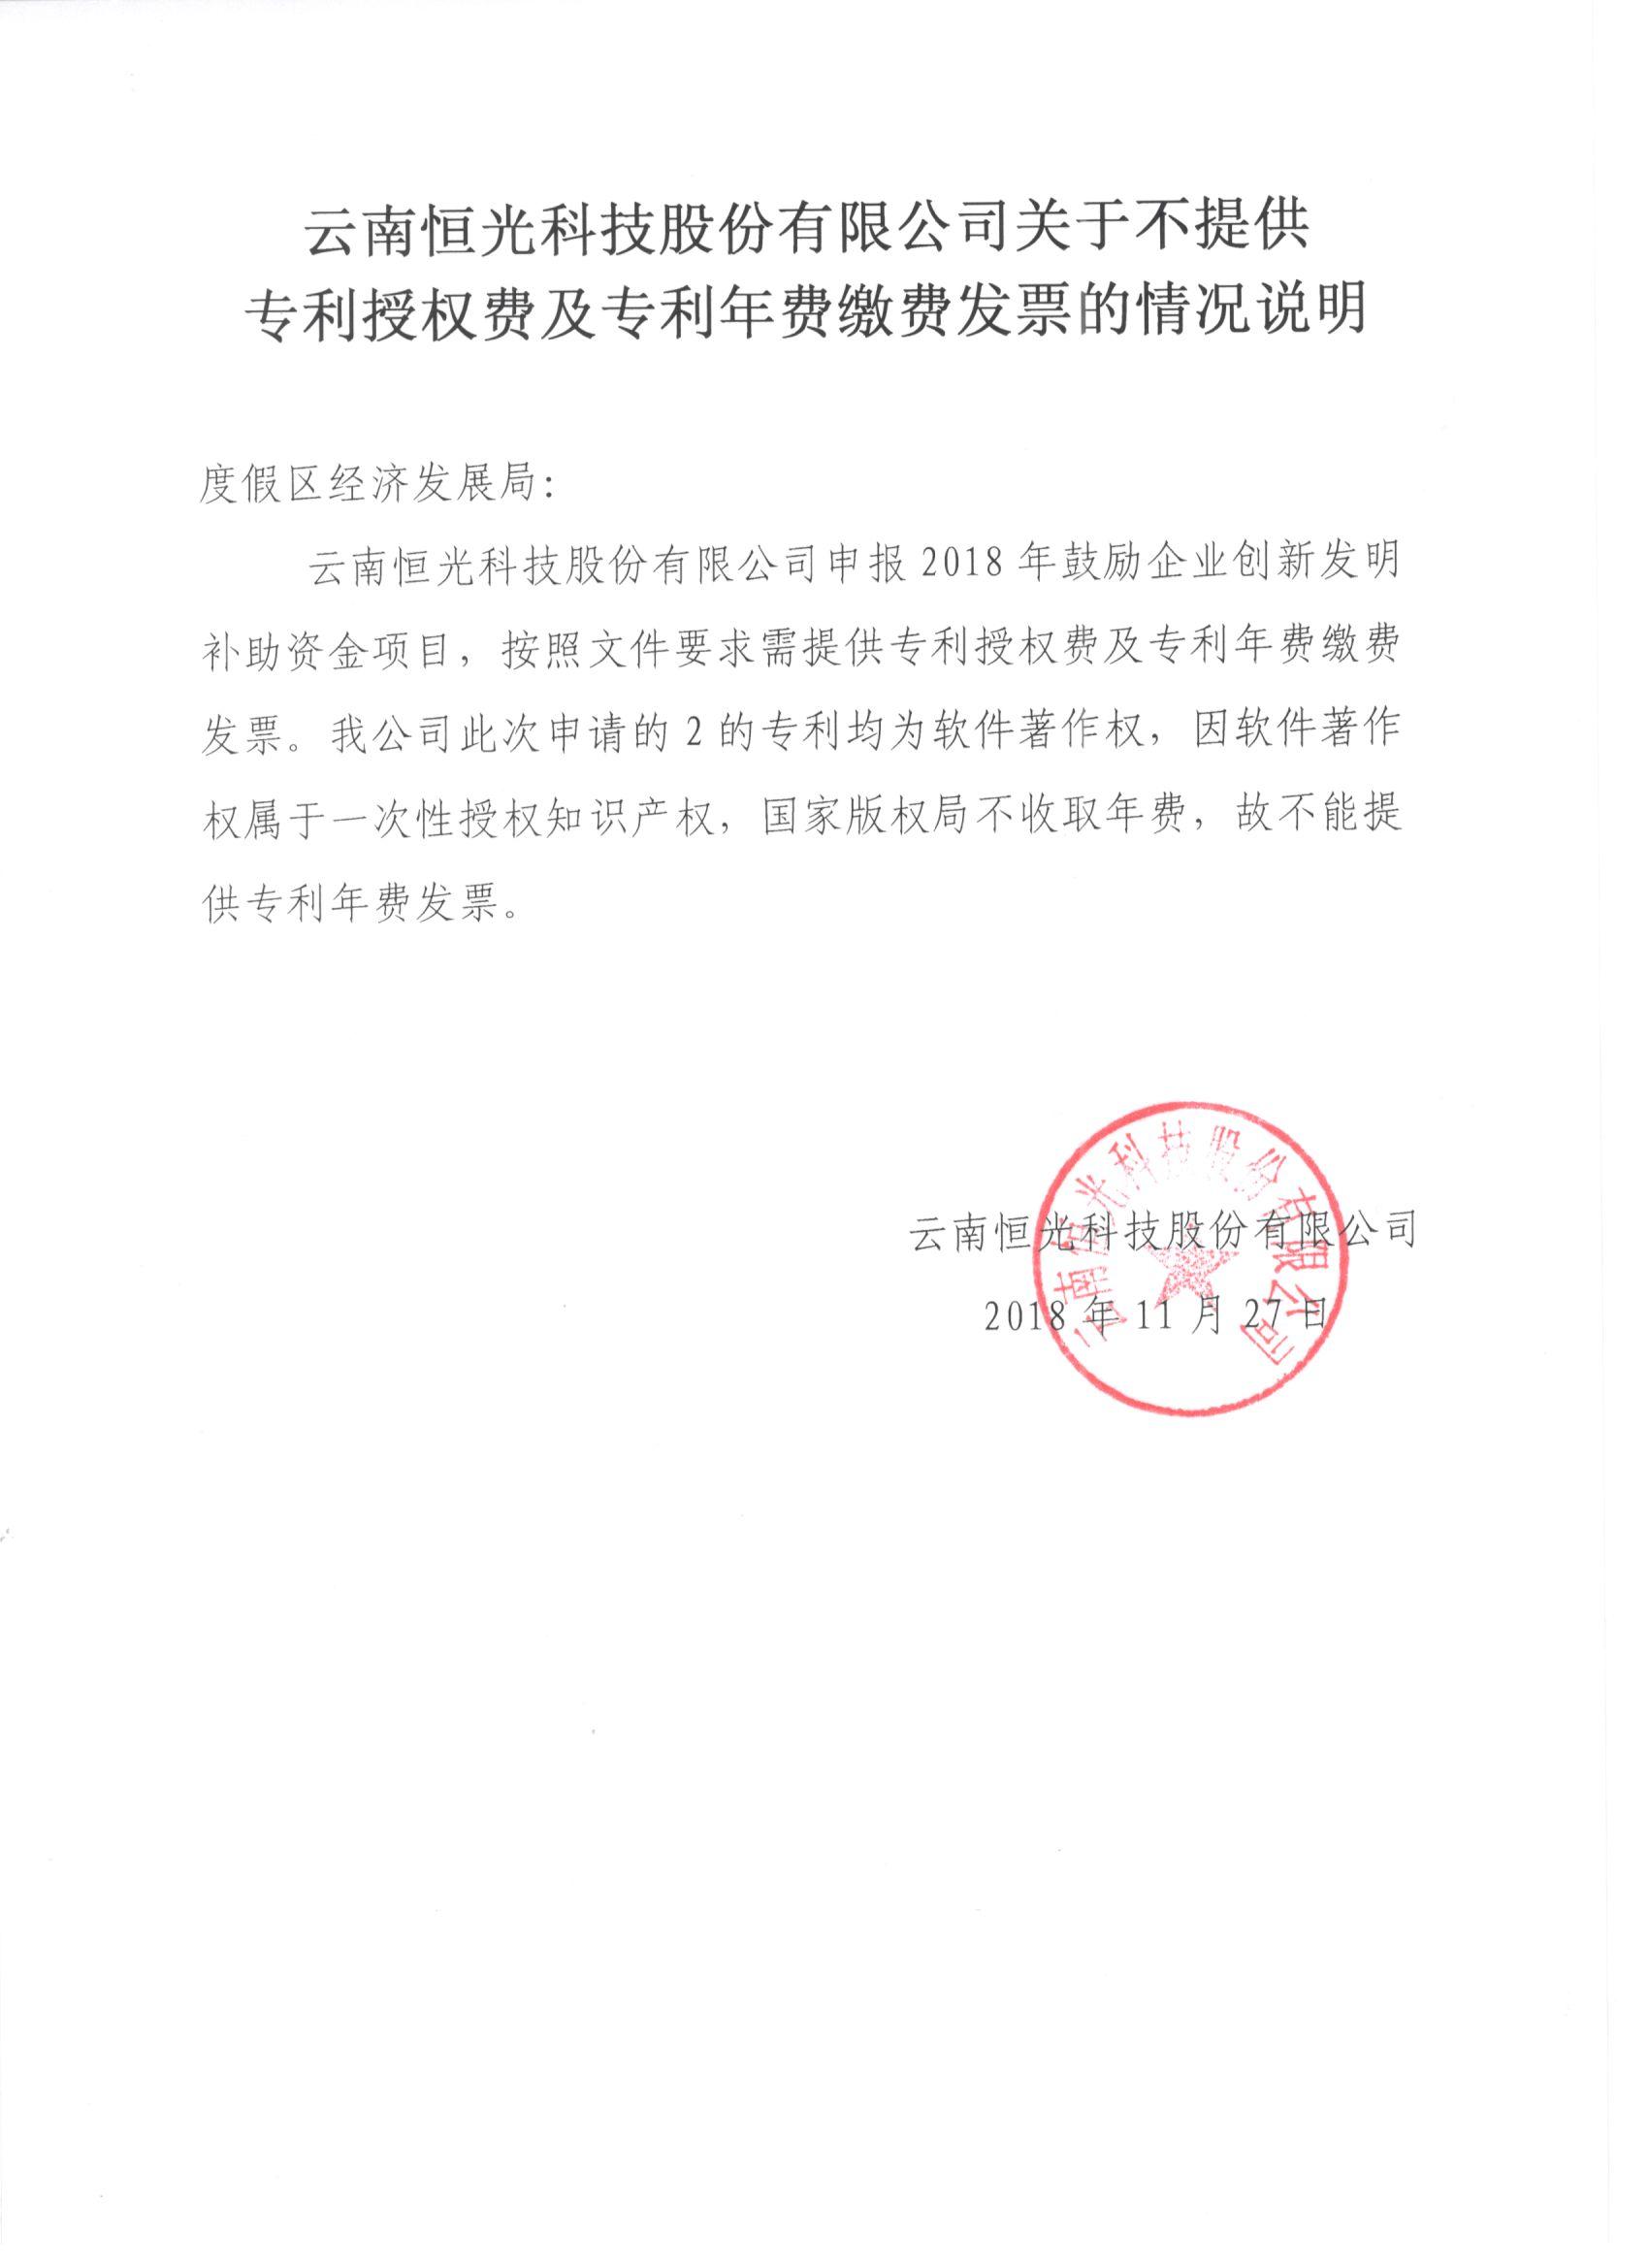 云南恒光科技股份有限公司关于不提供
专利授权费及专利年费缴费发票的情况说明
度假区经济发展局：
云南恒光科技股份有限公司申报 2018 年鼓励企业创新发明
补助资金项目，按照文件要求需提供专利授权费及专利年费缴费
发票。我公司此次申请的 2 的专利均为软件著作权，因软件著作
权属于一次性授权知识产权，国家版权局不收取年费，故不能提
供专利年费发票。
云南恒光科技股份有限公司
云南恒光科技股份有限公司
2018 年 11 月 27 日